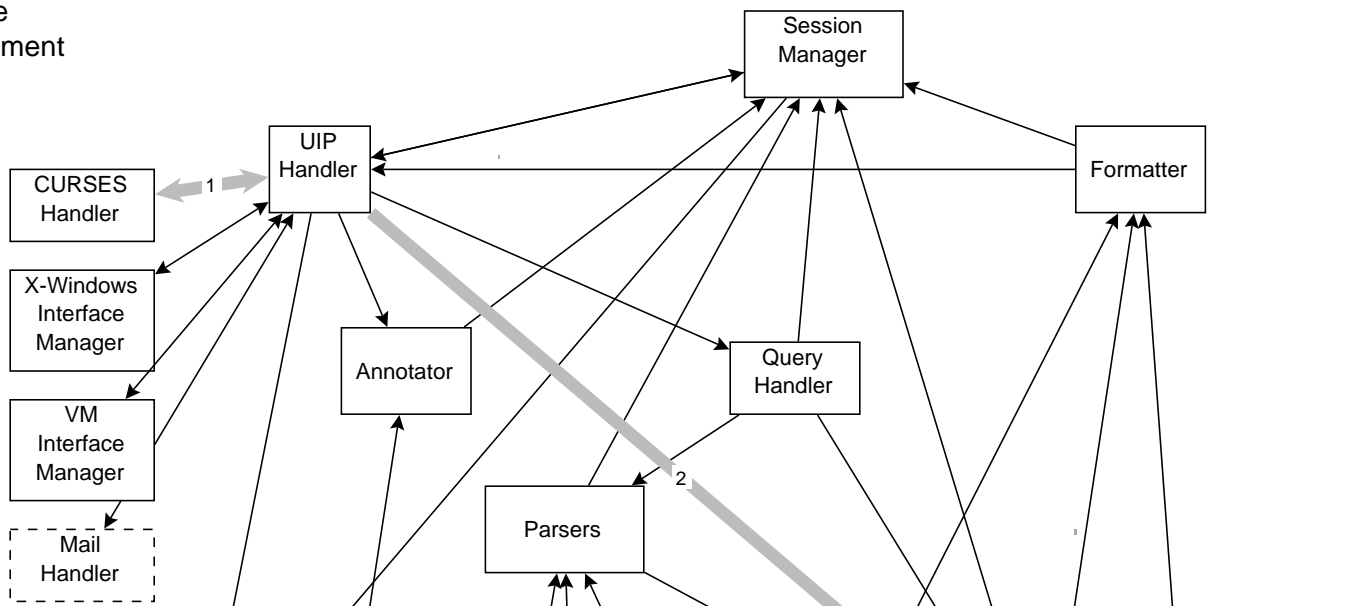 e
ment
Session
Manager
UIP
Handler
Formatter
CURSES
Handler
1
X-Windows
Interface
Manager
Annotator
Query
Handler
VM
Interface
Manager
2
Parsers
Mail
Handler